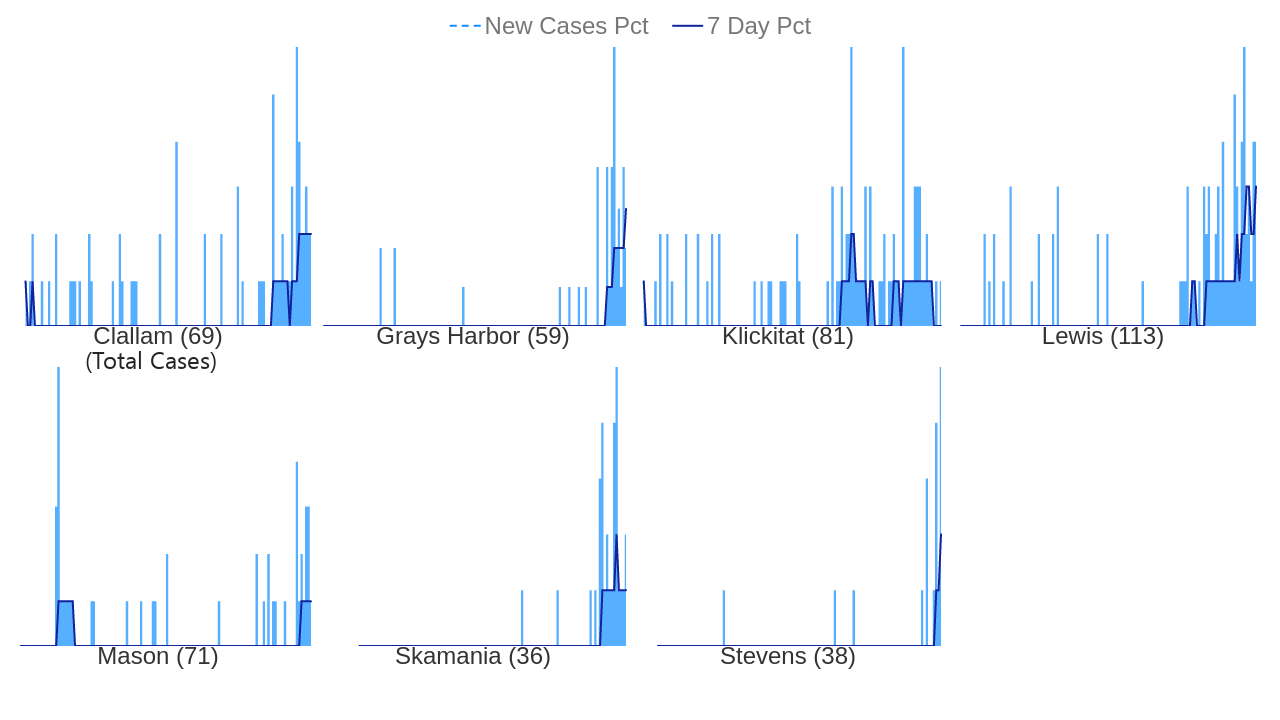 New Cases Pct 7 Day Pct
Clallam (69)
(Total Cases)
Grays Harbor (59)
Klickitat (81)
Lewis (113)
Mason (71)
Skamania (36)
Stevens (38)